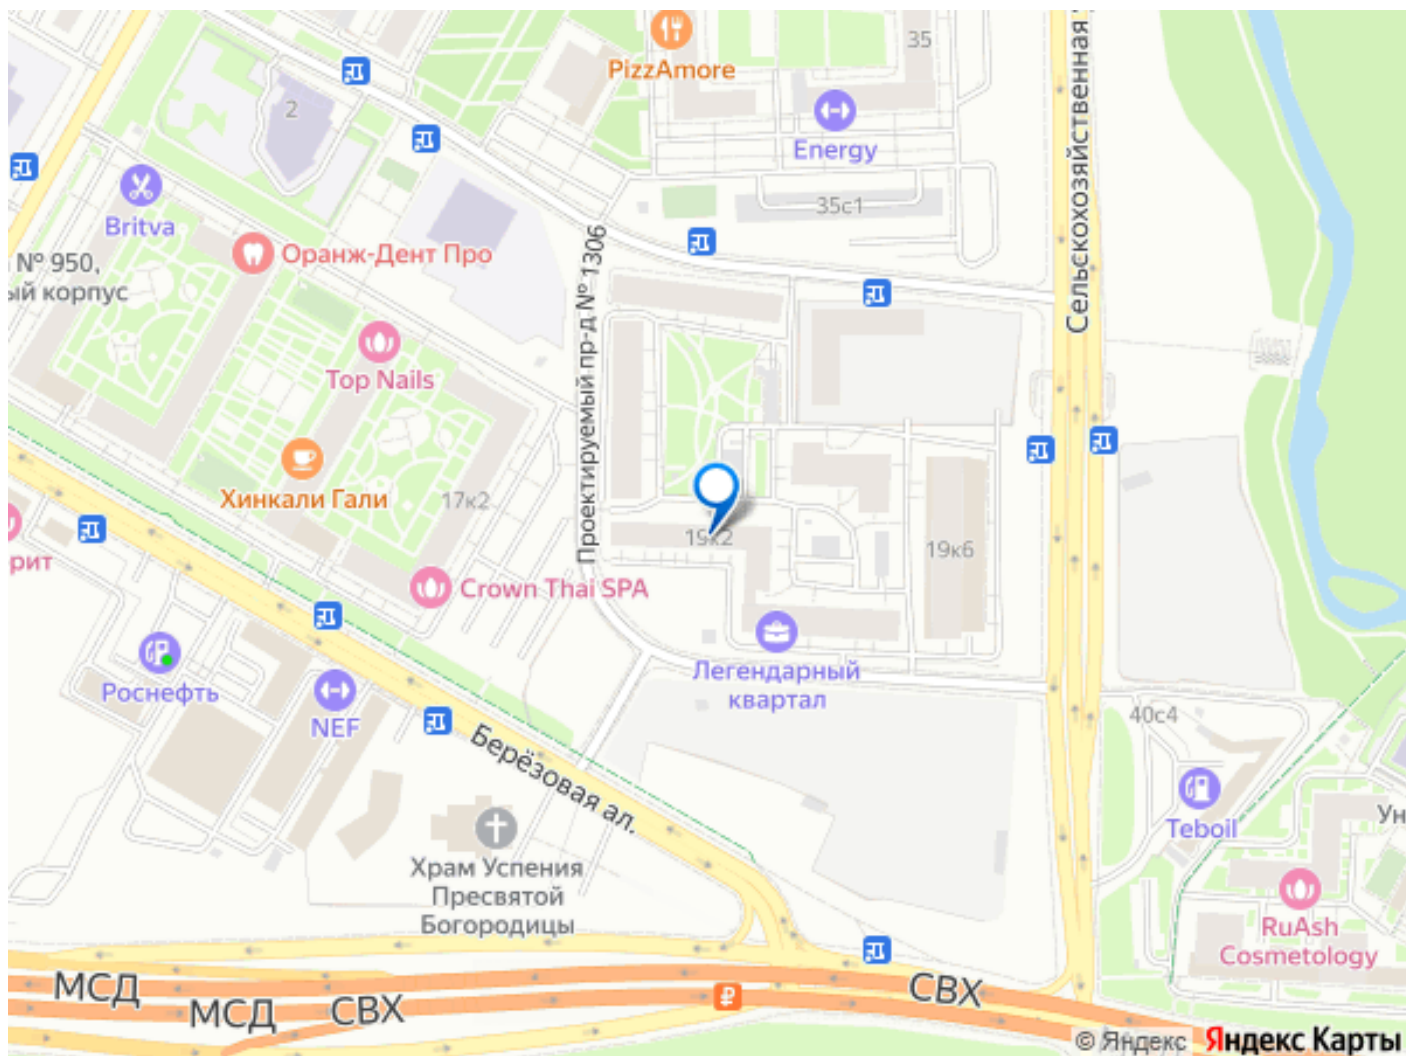 35
PizzAmore
Сельскохозяйственная
2
Energy
Britva
35с1
Оранж-Дент Про
№ 950,
ый корпус
Проектируемый пр-д № 1306
Top Nails
Хинкали Гали
17к2
19к2
19к6
рит
Crown Thai SPA
Легендарный
квартал
Роснефть
NEF
40с4
Берёзовая ал.
Teboil
Ун
Храм Успения
Пресвятой
Богородицы
RuAsh
Cosmetology
МСД
МСД
СВХ
СВХ
© Яндекс Яндекс Карты